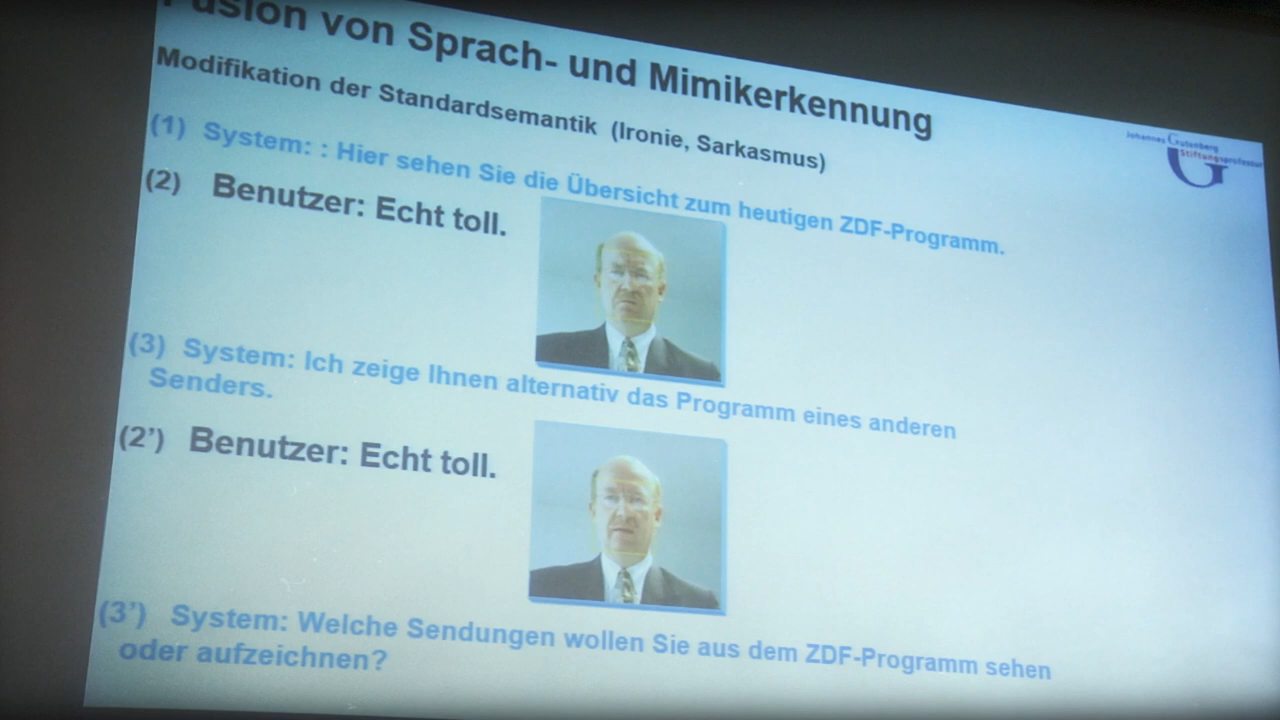 Fusion von Sprach- und Mimikerkennung
Modifikation der Standardsemantik (Ironie, Sarkasmus)
Johannes Gutenberg
Stiftungsprofessur
(1) System: : Hier sehen Sie die Übersicht zum heutigen ZDF-Programm.
(2) Benutzer: Echt toll.
(3) System: Ich zeige Ihnen alternativ das Programm eines anderen
Senders.
(2’) Benutzer: Echt toll.
(3’) System: Welche Sendungen wollen Sie aus dem ZDF-Programm sehen
oder aufzeichnen?